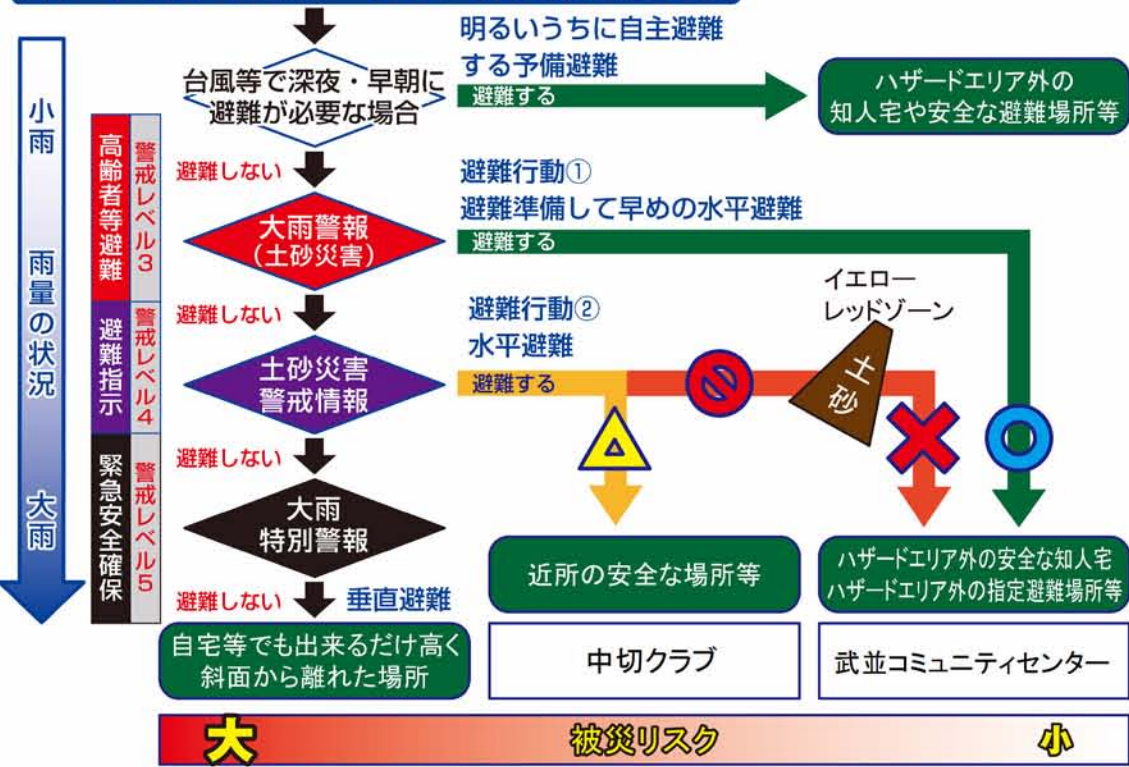 小雨
雨量の状況
大雨
高齢者等避難
警戒レベル3
避難指示
警戒レベル4
緊急安全確保
警戒レベル5
台風等で深夜・早朝に
避難が必要な場合
明るいうちに自主避難
する予備避難
避難する
ハザードエリア外の
知人宅や安全な避難場所等
避難しない
大雨警報
(土砂災害)
避難行動①
避難準備して早めの水平避難
避難する
避難しない
土砂災害
警戒情報
避難行動②
水平避難
避難する
イエロー
レッドゾーン
土砂
避難しない
大雨
特別警報
避難しない
垂直避難
自宅等でも出来るだけ高く
斜面から離れた場所
近所の安全な場所等
中切クラブ
ハザードエリア外の安全な知人宅
ハザードエリア外の指定避難場所等
武並コミュニティセンター
大
被災リスク
小